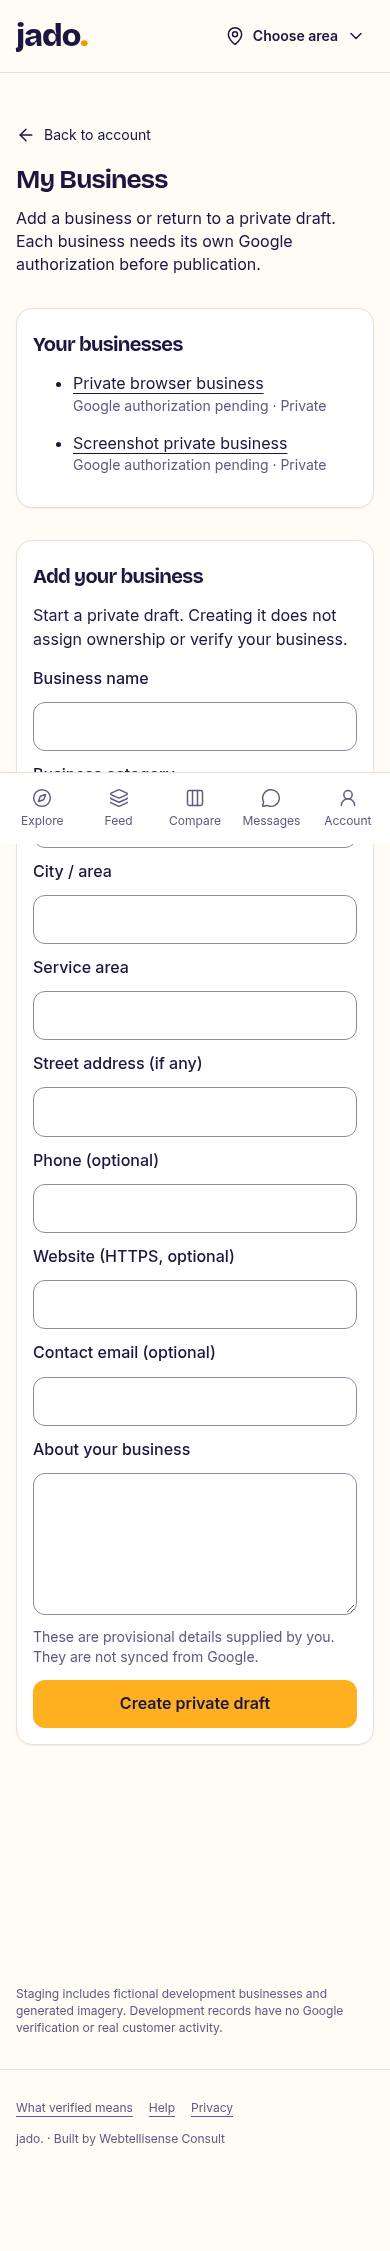 jado.
Choose area
Back to account
My Business
Add a business or return to a private draft.
Each business needs its own Google
authorization before publication.
Your businesses
Private browser business
Google authorization pending · Private
Screenshot private business
Google authorization pending · Private
Add your business
Start a private draft. Creating it does not
assign ownership or verify your business.
Business name
Business category
Explore
Feed
Compare
Messages
Account
City / area
Service area
Street address (if any)
Phone (optional)
Website (HTTPS, optional)
Contact email (optional)
About your business
These are provisional details supplied by you.
They are not synced from Google.
Create private draft
Staging includes fictional development businesses and
generated imagery. Development records have no Google
verification or real customer activity.
What verified means Help Privacy
jado. · Built by Webtellisense Consult